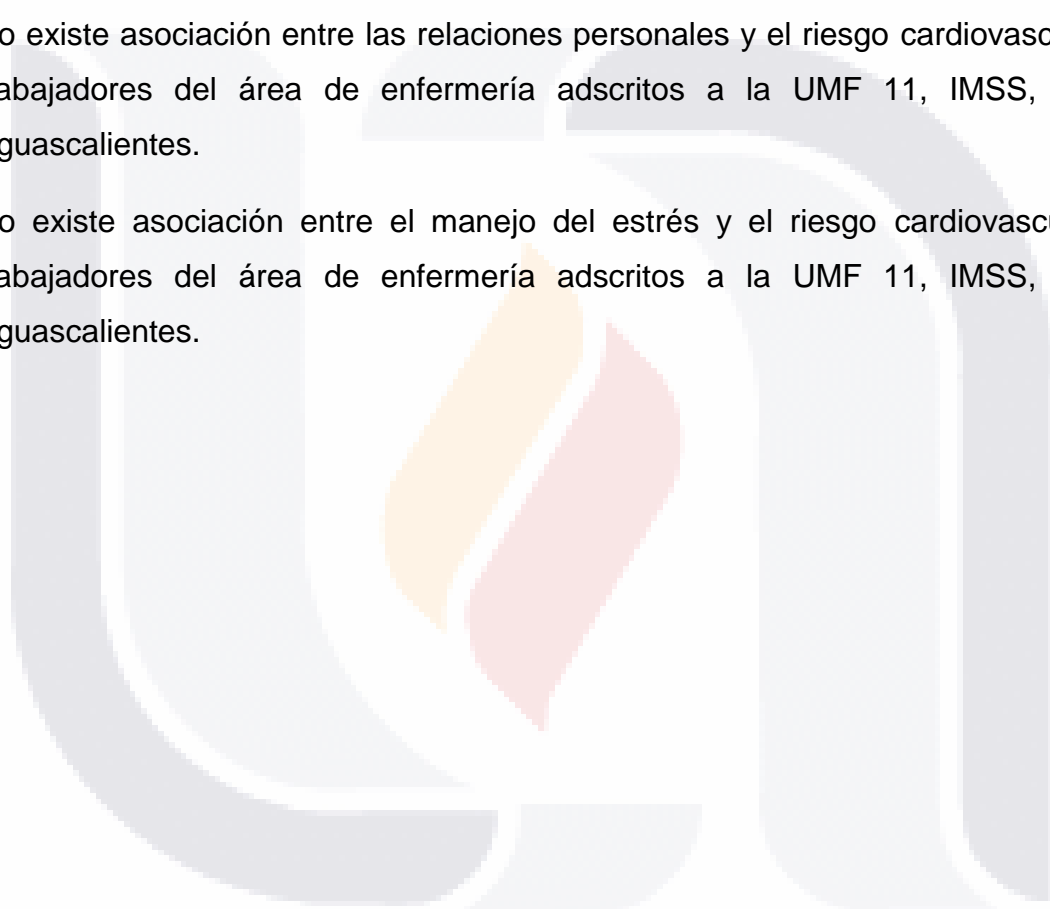 o existe asociación entre las relaciones personales y el riesgo cardiovasc
abajadores del área de enfermería adscritos a la UMF 11, IMSS,
guascalientes.
o existe asociación entre el manejo del estrés y el riesgo cardiovascu
abajadores del área de enfermería adscritos a la UMF 11, IMSS,
guascalientes.